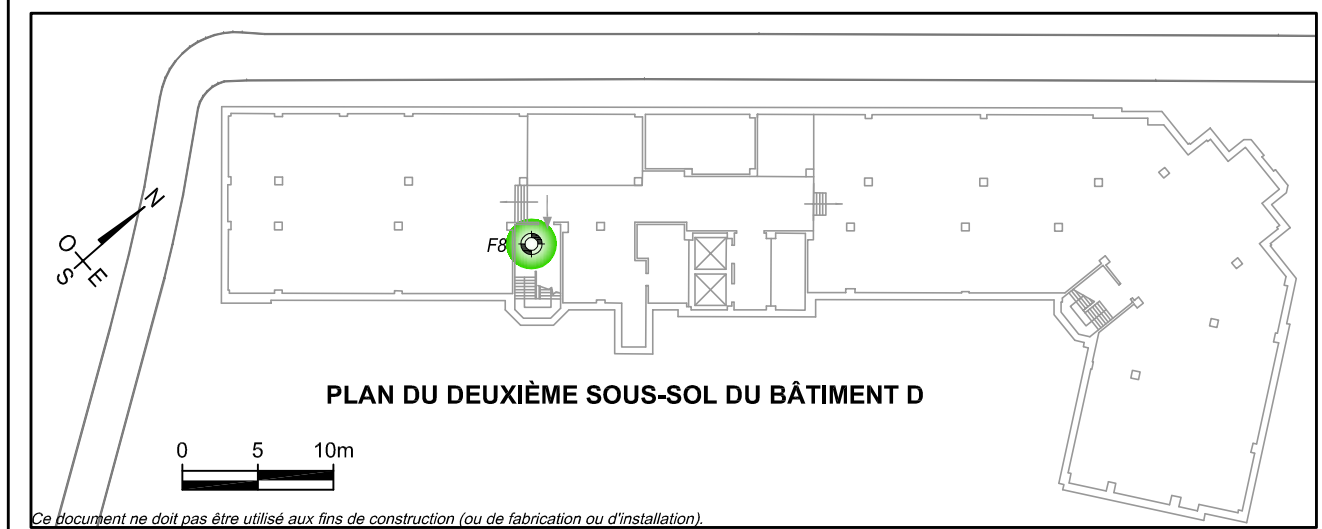 N
O
E
S
F8
PLAN DU DEUXIÈME SOUS-SOL DU BÂTIMENT D
0 5 10m
Ce document ne doit pas être utilisé aux fins de construction (ou de fabrication ou d'installation).